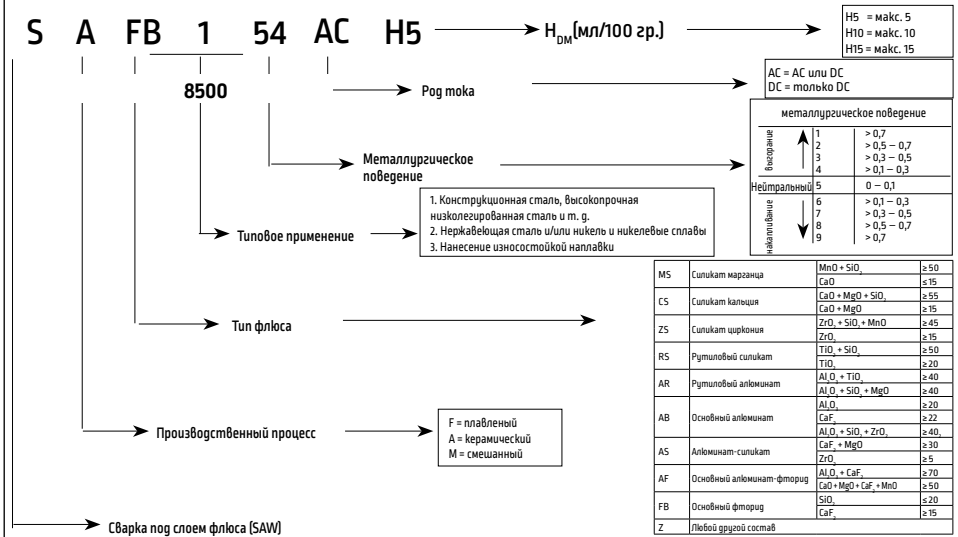 S A FB 1 54 AC H5
H_DM(мл/100 гр.)
H5 = макс. 5
H10 = макс. 10
H15 = макс. 15
8500
Род тока
AC = AC или DC
DC = только DC
Металлургическое
поведение
металлургическое поведение
выгорание
1 > 0,7
2 > 0,5 – 0,7
3 > 0,3 – 0,5
4 > 0,1 – 0,3
Нейтральный 5 0 – 0,1
накапливание
6 > 0,1 – 0,3
7 > 0,3 – 0,5
8 > 0,5 – 0,7
9 > 0,7
Типовое применение
1. Конструкционная сталь, высокопрочная
низколегированная сталь и т. д.
2. Нержавеющая сталь и/или никель и никелевые сплавы
3. Нанесение износостойкой наплавки
Тип флюса
MS Силикат марганца MnO + SiO₂ ≥ 50
CaO ≤ 15
CS Силикат кальция CaO + MgO + SiO₂ ≥ 55
CaO + MgO ≥ 15
ZS Силикат циркония ZrO₂ + SiO₂ + MnO ≥ 45
ZrO₂ ≥ 15
RS Рутиловый силикат TiO₂ + SiO₂ ≥ 50
TiO₂ ≥ 20
AR Рутиловый алюминат Al₂O₃ + TiO₂ ≥ 40
Al₂O₃ + SiO₂ + MgO ≥ 40
AB Основный алюминат Al₂O₃ ≥ 20
CaF₂ ≥ 22
Al₂O₃ + SiO₂ + ZrO₂ ≥ 40₂
AS Алюминат-силикат CaF₂ + MgO ≥ 30
ZrO₂ ≥ 5
AF Основный алюминат-фторид Al₂O₃ + CaF₂ ≥ 70
CaO + MgO + CaF₂ + MnO ≥ 50
FB Основный фторид SiO₂ ≤ 20
CaF₂ ≥ 15
Z Любой другой состав
Производственный процесс
F = плавленый
A = керамический
M = смешанный
Сварка под слоем флюса (SAW)